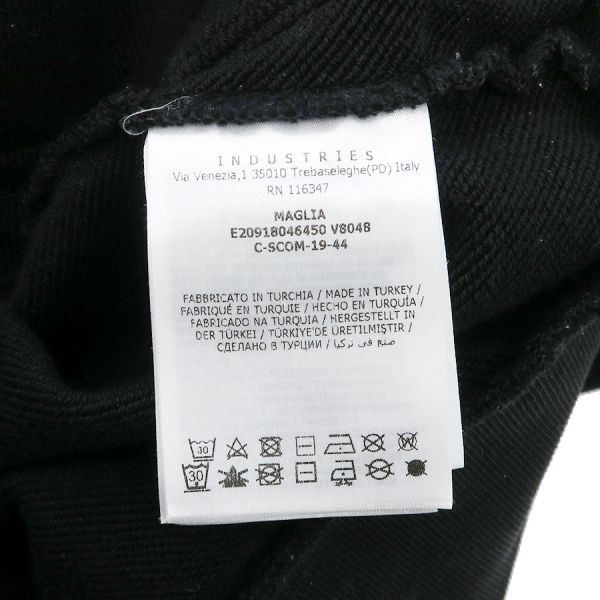 INDUSTRIES
Via Venezia,1 35010 Trebaseleghe(PD) Italy
RN 116347
MAGLIA
E20918046450 V8048
C-SCOM-19-44
FABBRICATO IN TURCHIA / MADE IN TURKEY /
FABRIQUÉ EN TURQUIE / HECHO EN TURQUÍA /
FABRICADO NA TURQUIA / HERGESTELLT IN
DER TÜRKEI / TÜRKİYE'DE ÜRETİLMİŞTİR /
СДЕЛАНО В ТУРЦИИ / صنع في تركيا
30
30